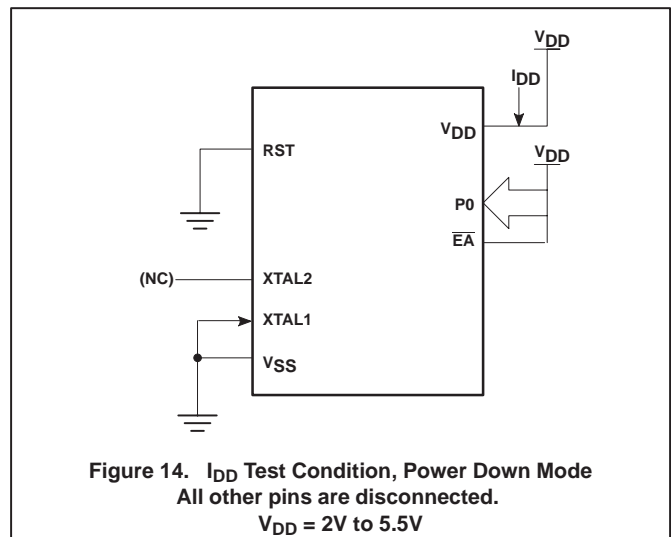 VDD
IDD
VDD
RST
VDD
P0
EA
(NC)
XTAL2
XTAL1
VSS
Figure 14. IDD Test Condition, Power Down Mode
All other pins are disconnected.
VDD = 2V to 5.5V